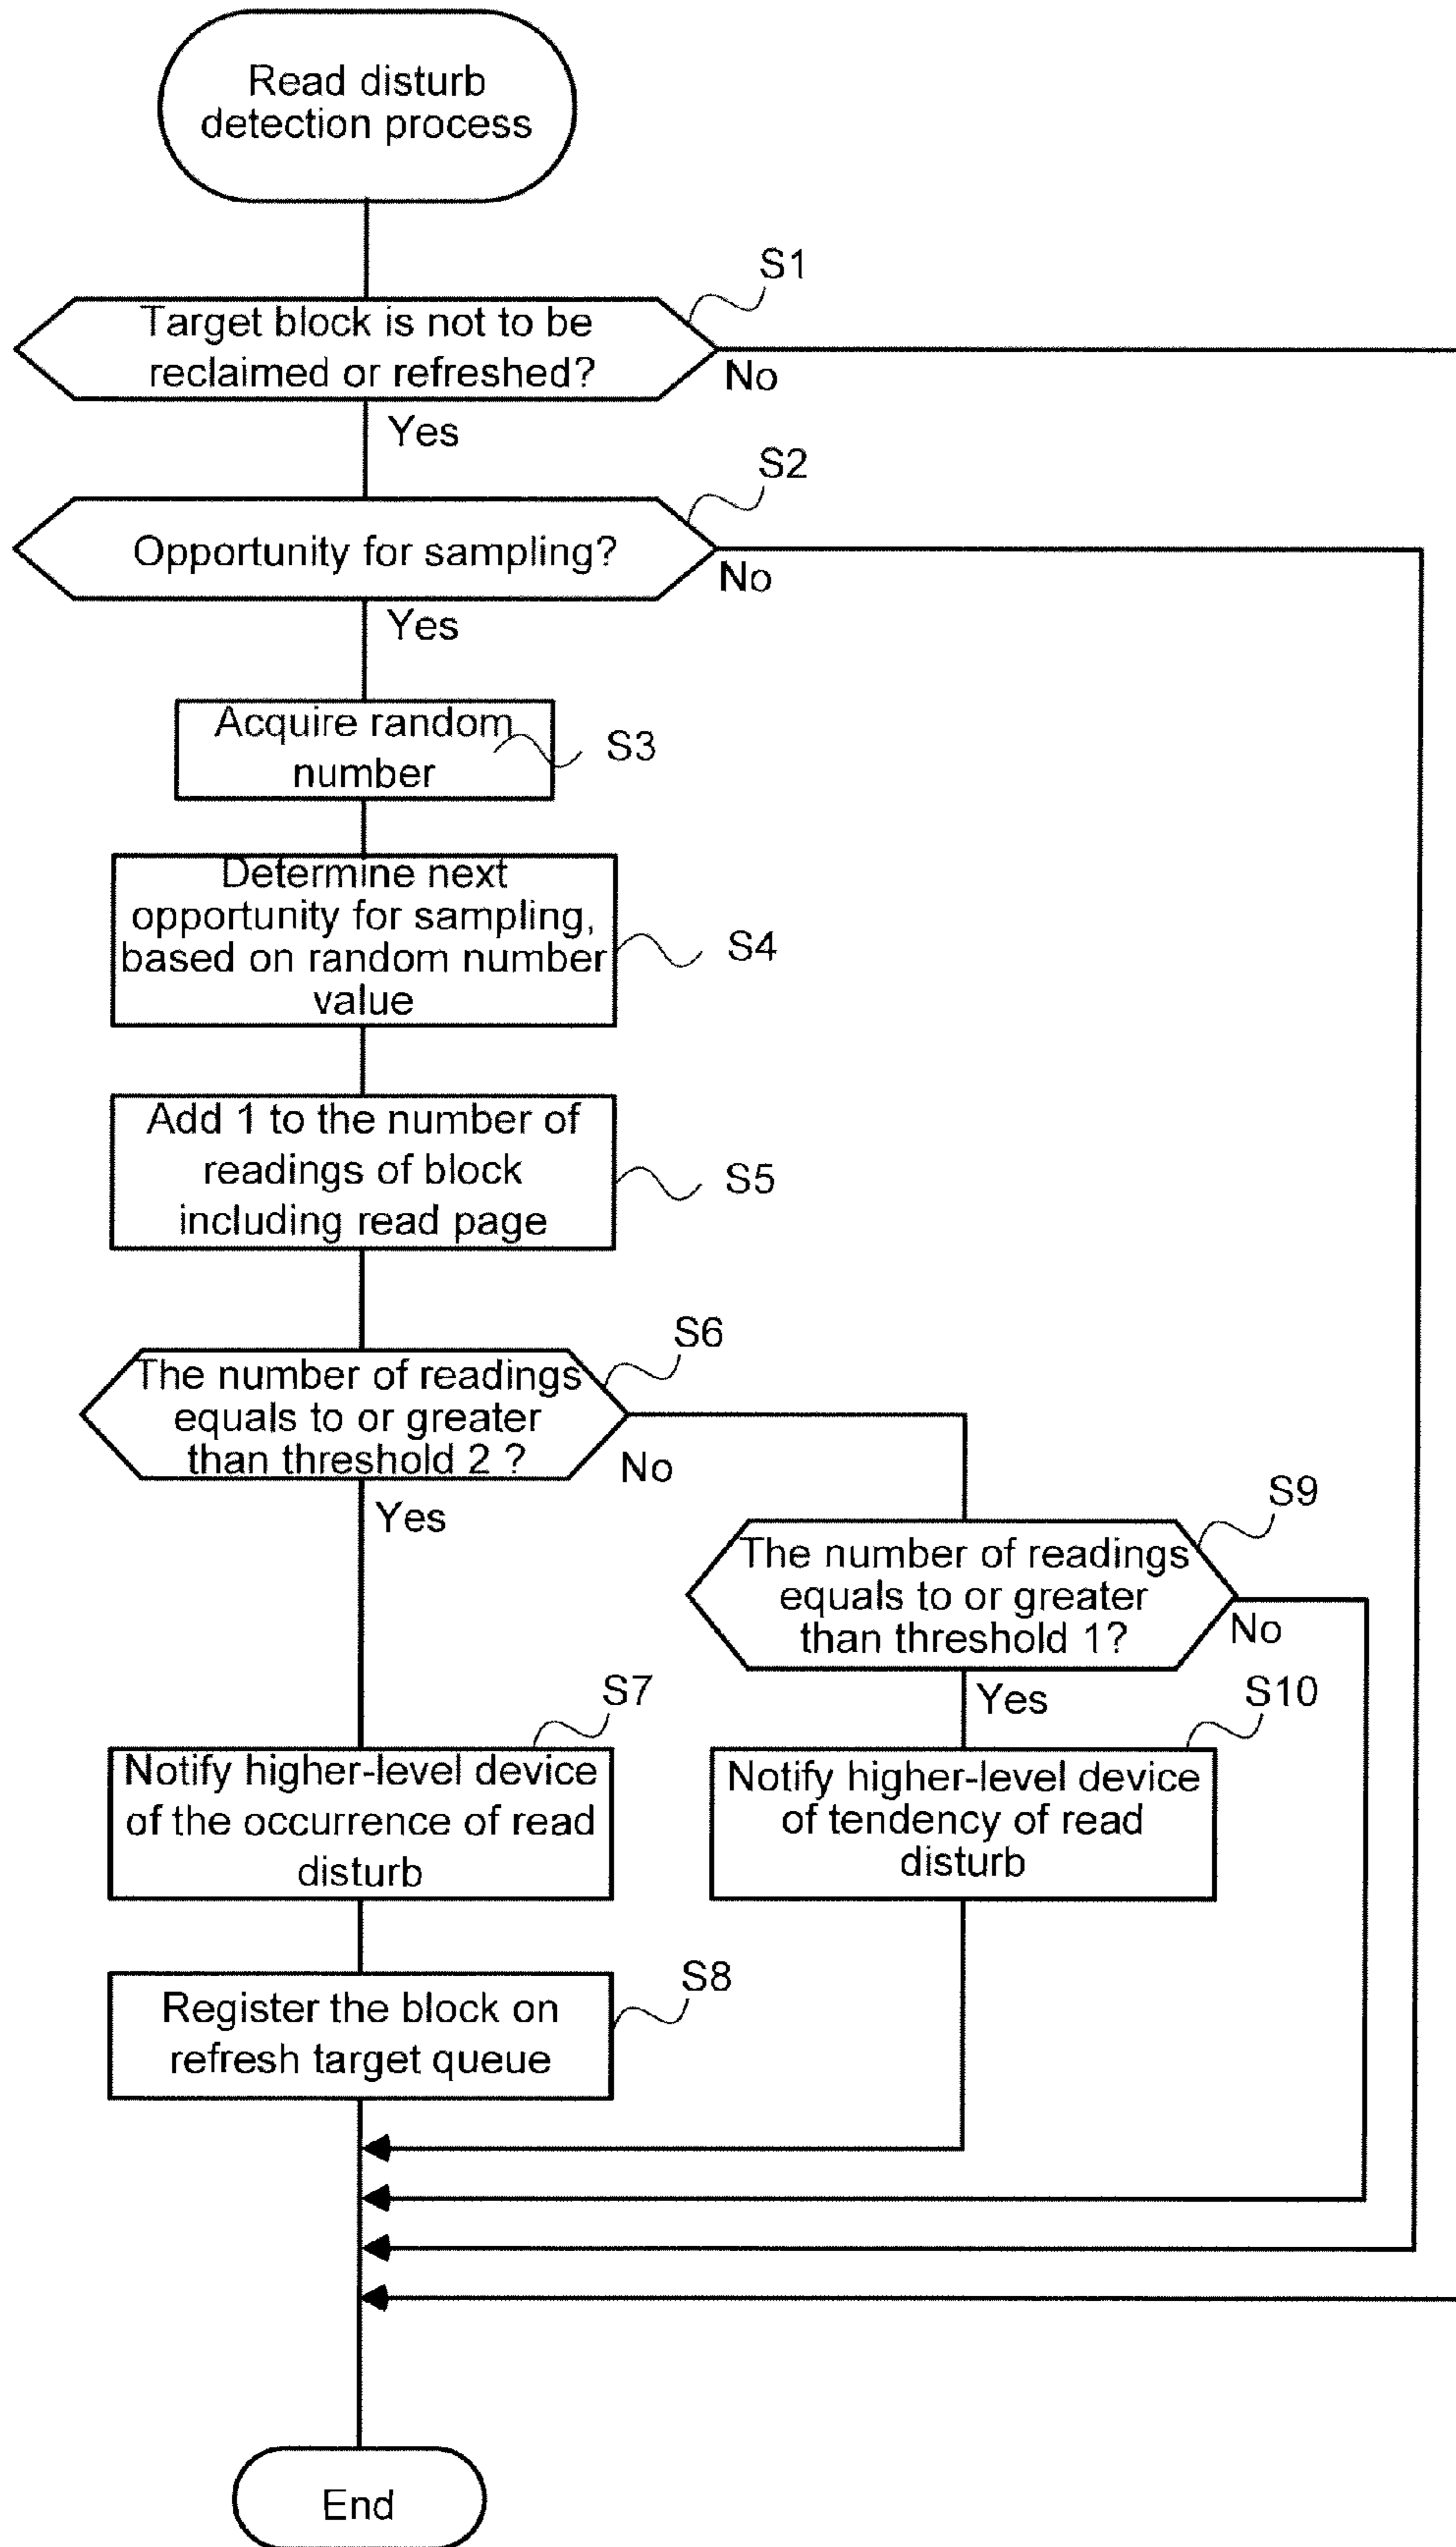 Read disturb
detection process
S1
Target block is not to be
reclaimed or refreshed?
No
Yes
S2
Opportunity for sampling?
No
Yes
Acquire random
number
S3
Determine next
opportunity for sampling,
based on random number
value
S4
Add 1 to the number of
readings of block
including read page
S5
S6
The number of readings
equals to or greater
than threshold 2 ?
No
Yes
S9
The number of readings
equals to or greater
than threshold 1?
No
Yes
S7
Notify higher-level device
of the occurrence of read
disturb
S10
Notify higher-level device
of tendency of read
disturb
S8
Register the block on
refresh target queue
End